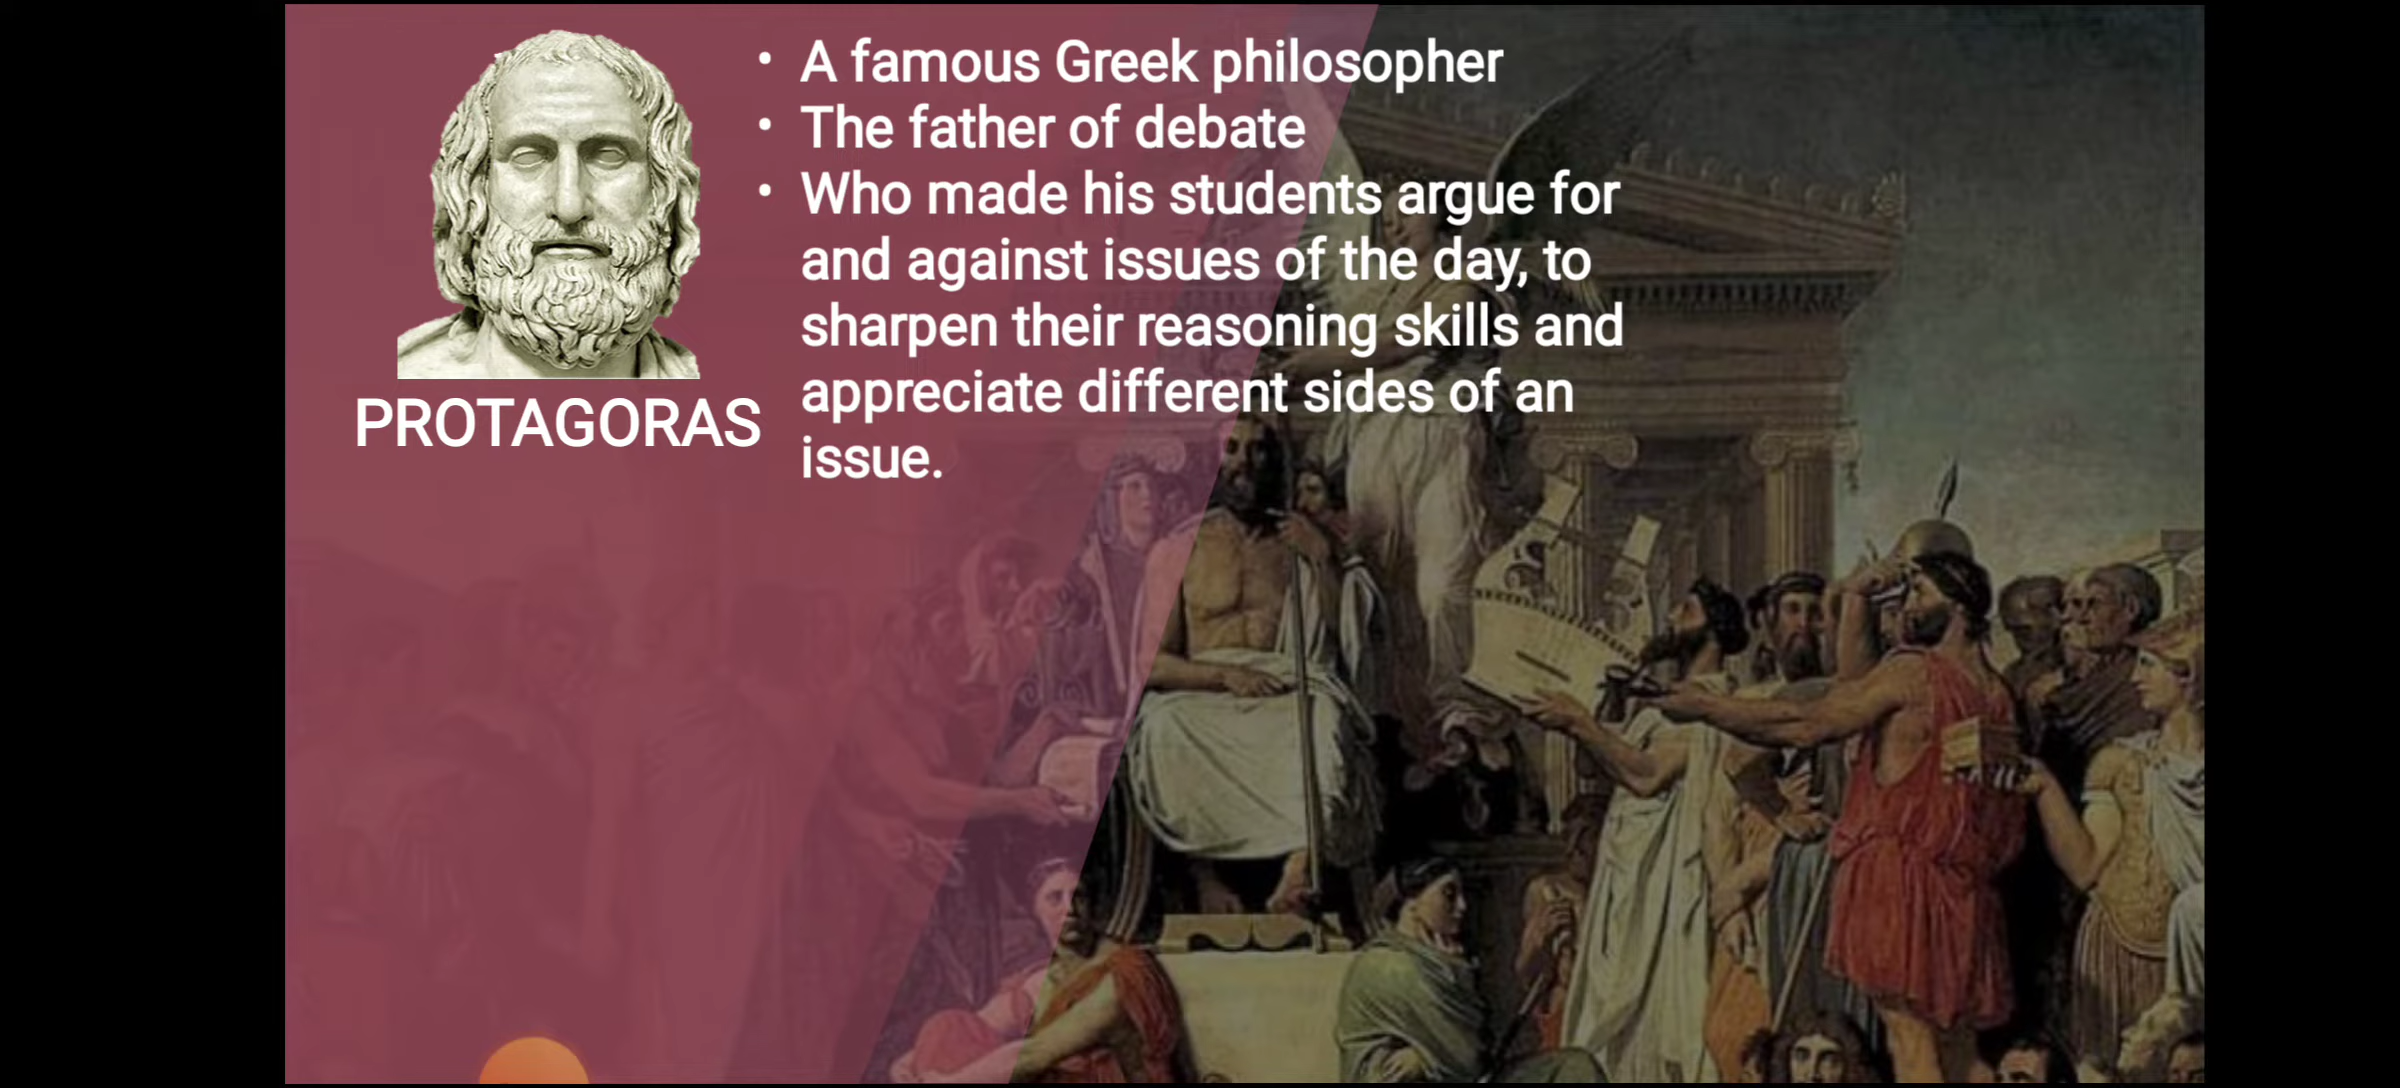 PROTAGORAS
• A famous Greek philosopher
• The father of debate
• Who made his students argue for
and against issues of the day, to
sharpen their reasoning skills and
appreciate different sides of an
issue.